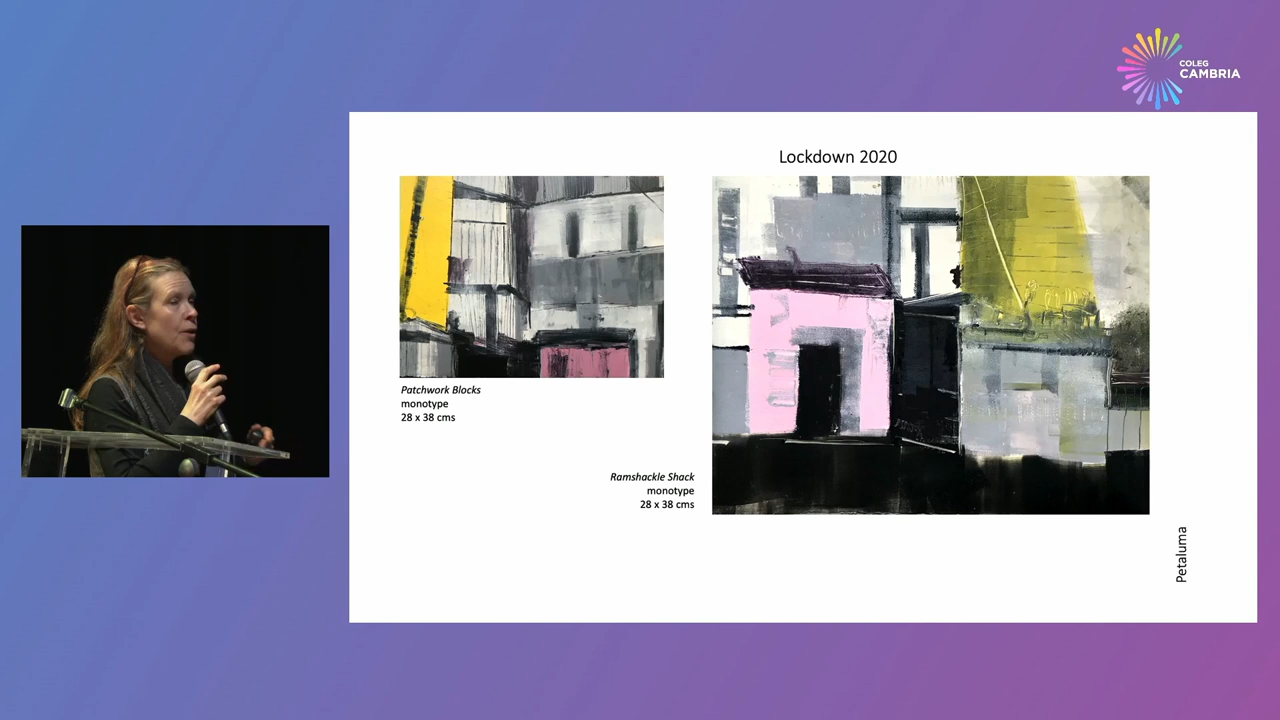 COLEG
CAMBRIA
Lockdown 2020
Patchwork Blocks
monotype
28 x 38 cms
Ramshackle Shack
monotype
28 x 38 cms
Petaluma